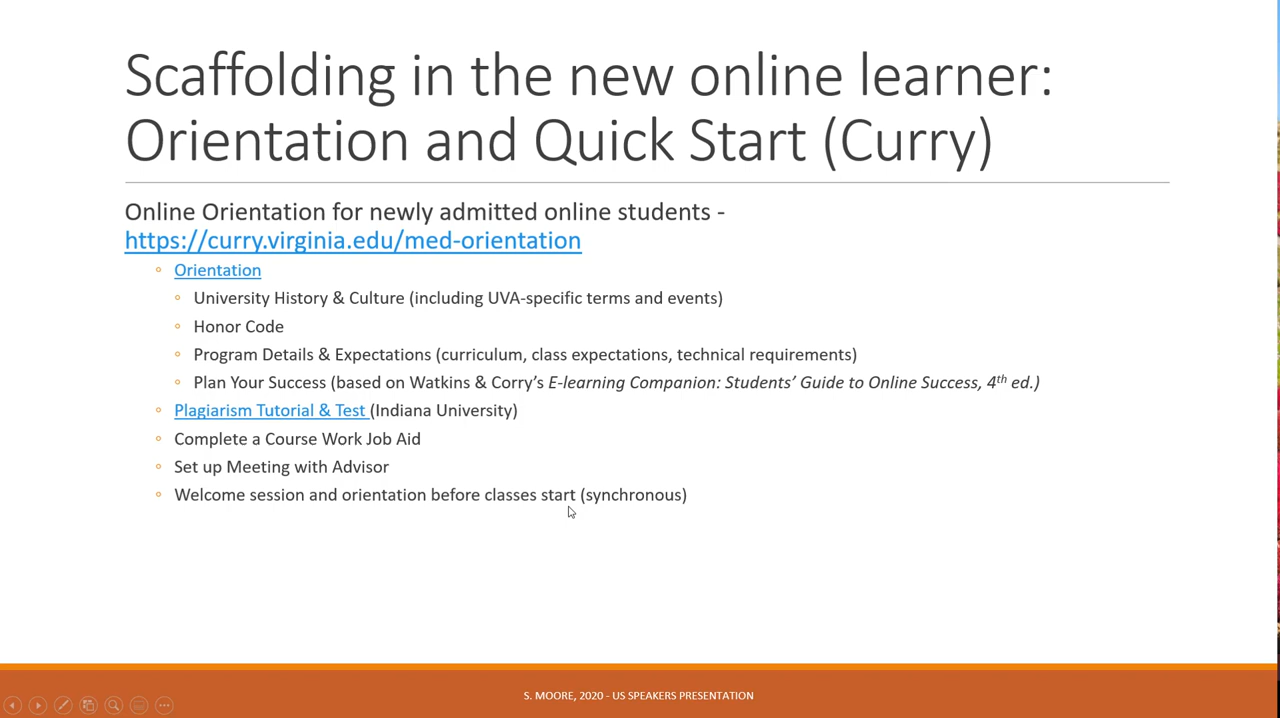 Scaffolding in the new online learner:
Orientation and Quick Start (Curry)
Online Orientation for newly admitted online students -
https://curry.virginia.edu/med-orientation
Orientation
University History & Culture (including UVA-specific terms and events)
Honor Code
Program Details & Expectations (curriculum, class expectations, technical requirements)
Plan Your Success (based on Watkins & Corry’s E-learning Companion: Students’ Guide to Online Success, 4th ed.)
Plagiarism Tutorial & Test (Indiana University)
Complete a Course Work Job Aid
Set up Meeting with Advisor
Welcome session and orientation before classes start (synchronous)
S. MOORE, 2020 - US SPEAKERS PRESENTATION